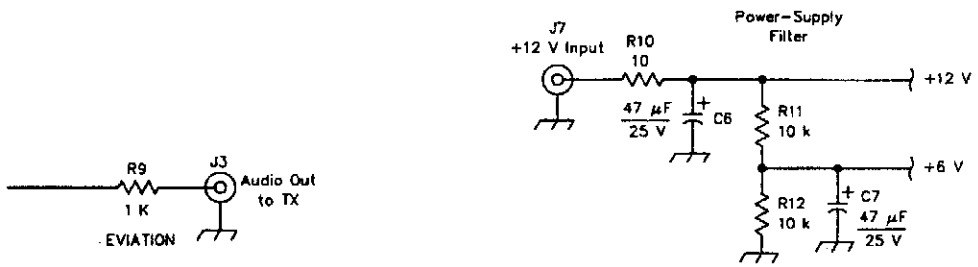 Power-Supply
Filter
J7
+12 V Input
R10
10
+12 V
47 µF
25 V
+
C6
R11
10 k
+6 V
R12
10 k
+
C7
47 µF
25 V
R9
1 K
EVIATION
J3
Audio Out
to TX